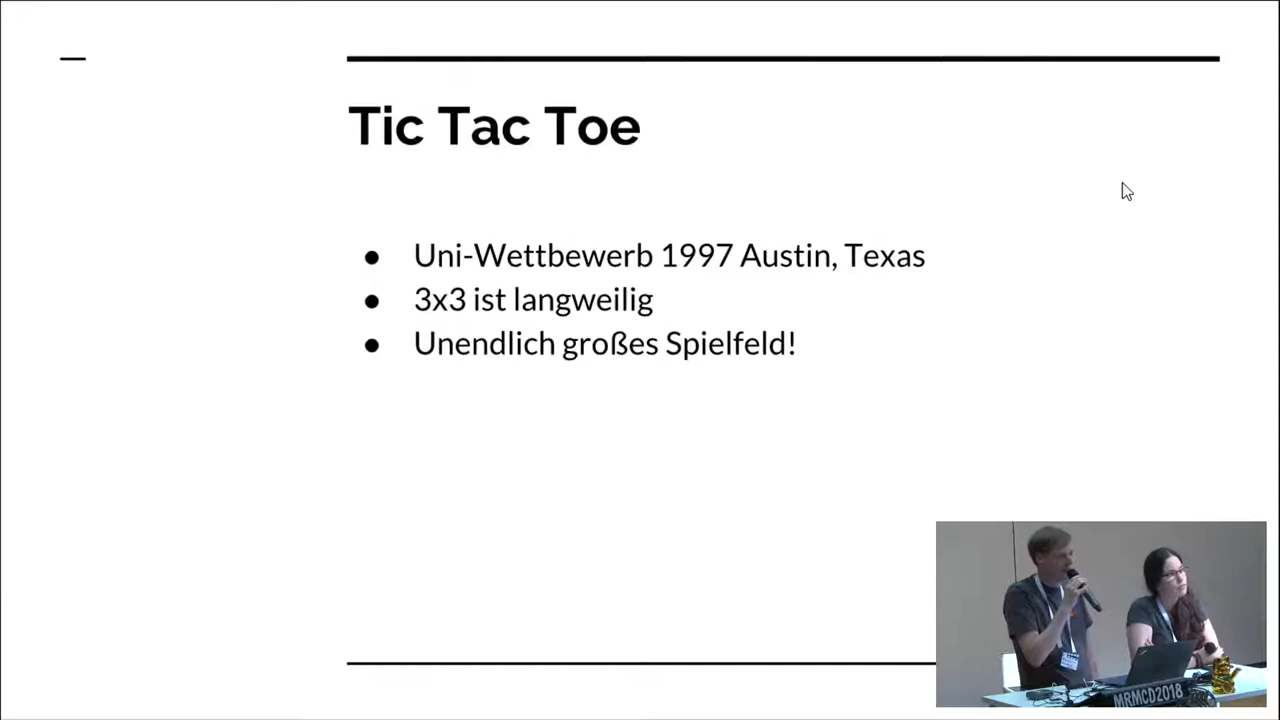 Tic Tac Toe
Uni-Wettbewerb 1997 Austin, Texas
3x3 ist langweilig
Unendlich großes Spielfeld!
MRMCD2018